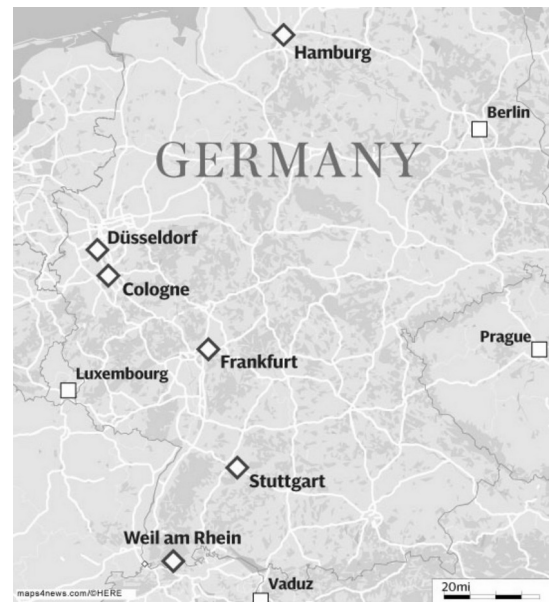 Hamburg
Berlin
GERMANY
Düsseldorf
Cologne
Prague
Frankfurt
Luxembourg
Stuttgart
Weil am Rhein
Vaduz
20mi
maps4news.com/©HERE